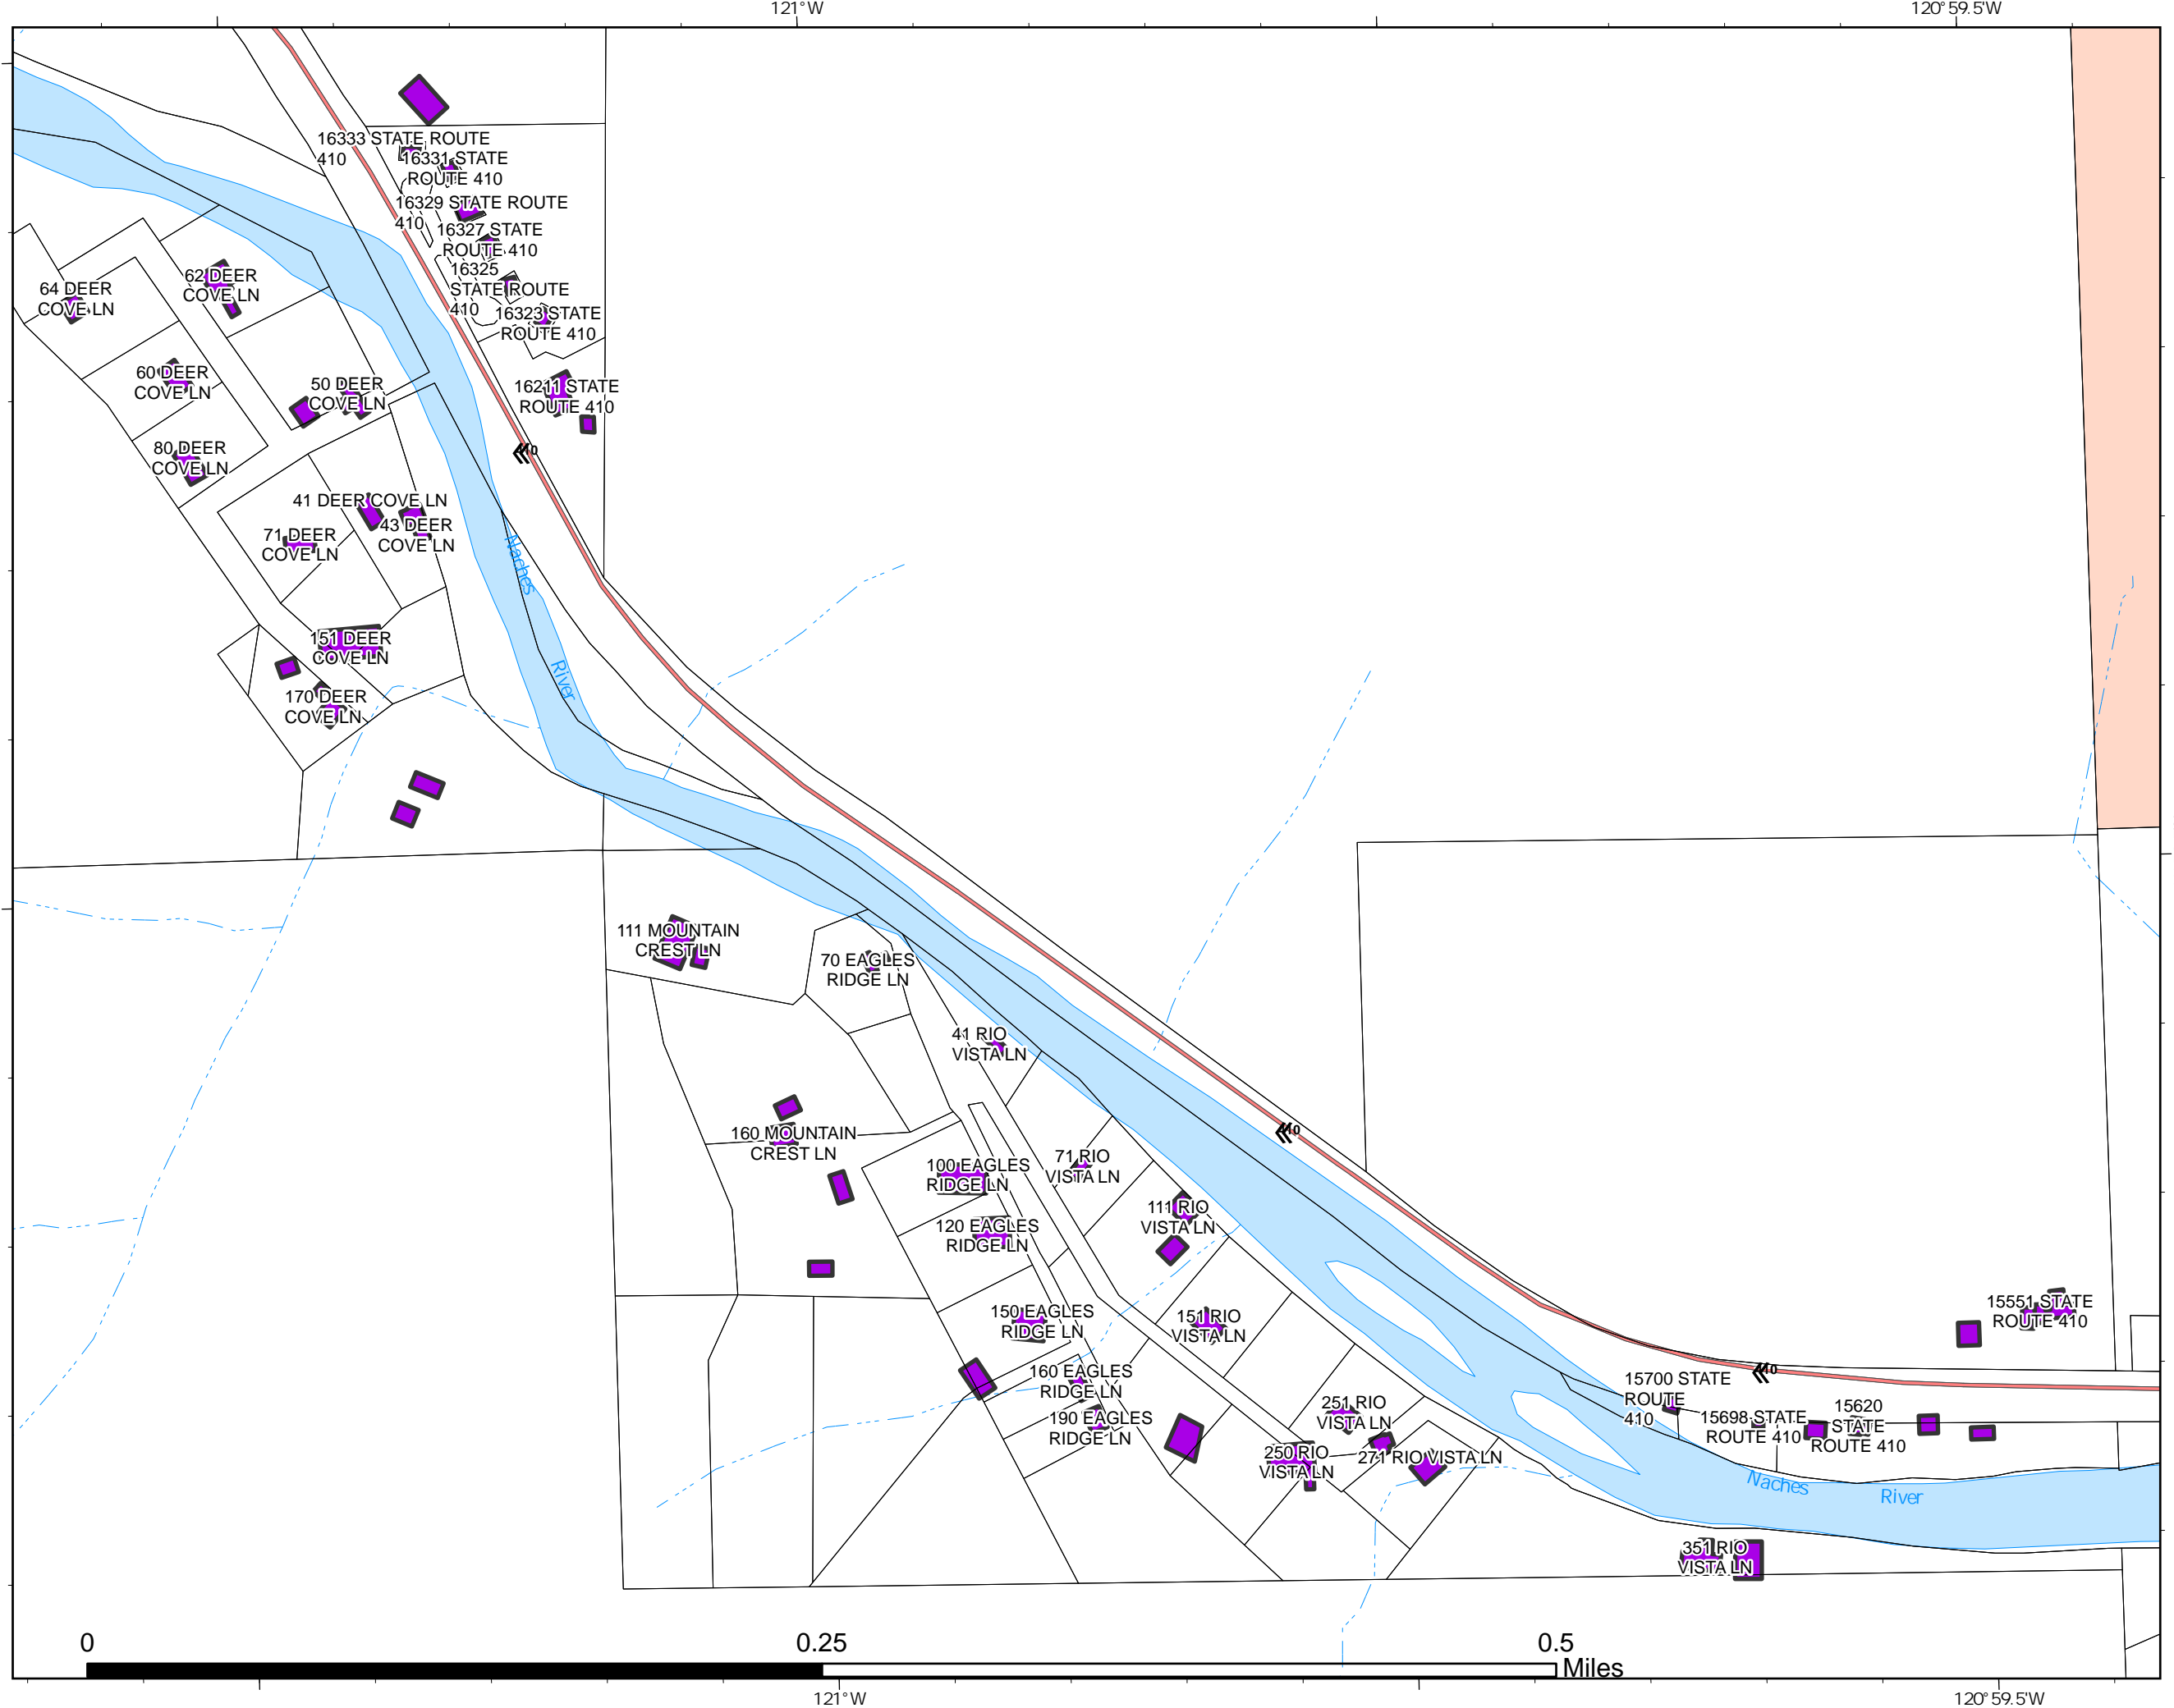 121°W
120°59.5'W
16333 STATE ROUTE
410
16331 STATE
ROUTE 410
16329 STATE ROUTE
410
16327 STATE
ROUTE 410
16325
STATE ROUTE
410
16323 STATE
ROUTE 410
64 DEER
COVE LN
62 DEER
COVE LN
60 DEER
COVE LN
50 DEER
COVE LN
16211 STATE
ROUTE 410
80 DEER
COVE LN
41 DEER COVE LN
43 DEER
COVE LN
71 DEER
COVE LN
Naches
River
151 DEER
COVE LN
170 DEER
COVE LN
111 MOUNTAIN
CREST LN
70 EAGLES
RIDGE LN
41 RIO
VISTA LN
160 MOUNTAIN
CREST LN
100 EAGLES
RIDGE LN
71 RIO
VISTA LN
111 RIO
VISTA LN
120 EAGLES
RIDGE LN
150 EAGLES
RIDGE LN
151 RIO
VISTA LN
15551 STATE
ROUTE 410
160 EAGLES
RIDGE LN
190 EAGLES
RIDGE LN
251 RIO
VISTA LN
250 RIO
VISTA LN
271 RIO VISTA LN
15700 STATE
ROUTE
410
15698 STATE
ROUTE 410
15620
STATE
ROUTE 410
Naches River
351 RIO
VISTA LN
0 0.25 0.5
Miles
121°W
120°59.5'W